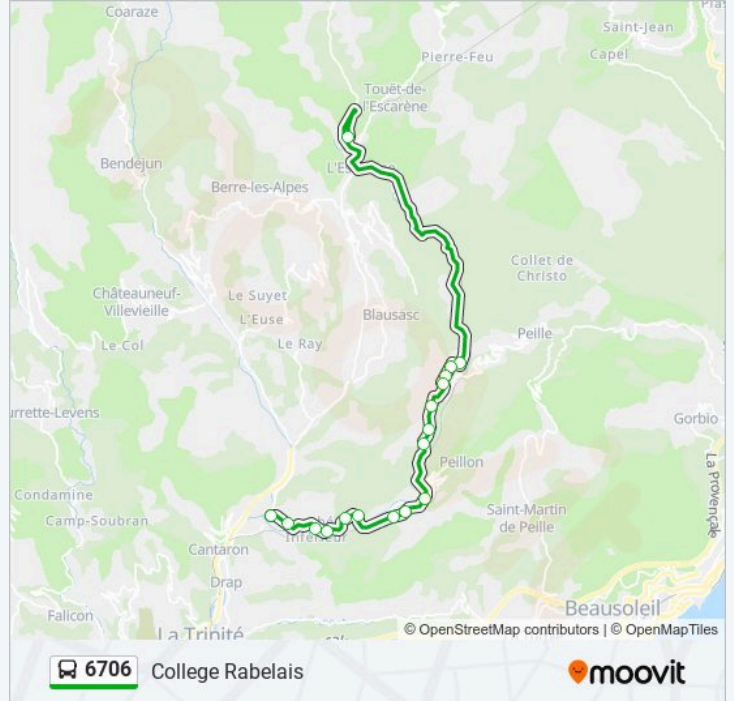 Coaraze
Saint-Jean
Pierre-Feu
Capel
Touët-de-
l'Escarène
Bendejun
Berre-les-Alpes
Collet de
Christo
Châteauneuf-
Villevieille
Le Suyet
L'Euse
Blausasc
Le Col
Le Ray
Peille
urrette-Levens
Gorbio
La Provençale
Peillon
Condamine
Camp-Soubran
Saint-Martin
de Peille
Cantaron
Drap
Falicon
Beausoleil
La Trinité
© OpenStreetMap contributors | © OpenMapTiles
6706 College Rabelais
moovit